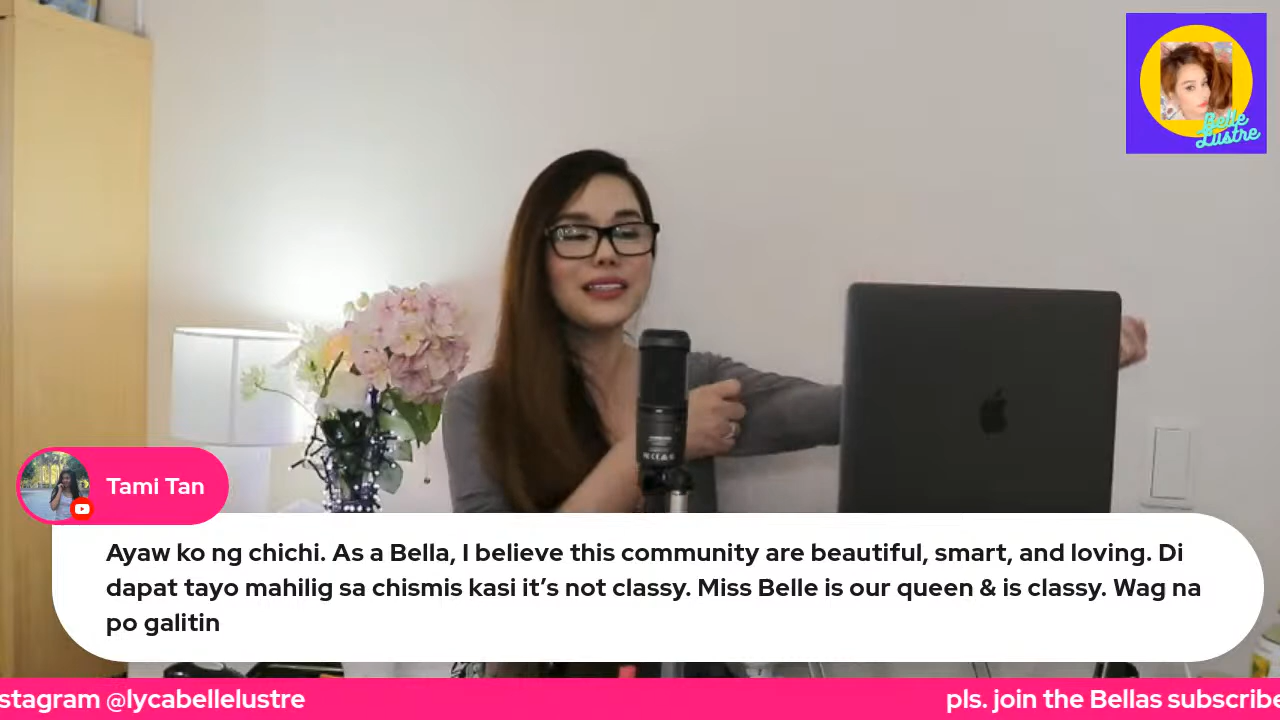 Belle
Lustre
Tami Tan
Ayaw ko ng chichi. As a Bella, I believe this community are beautiful, smart, and loving. Di
dapat tayo mahilig sa chismis kasi it’s not classy. Miss Belle is our queen & is classy. Wag na
po galitin
stagram @lycabellelustre
pls. join the Bellas subscribe